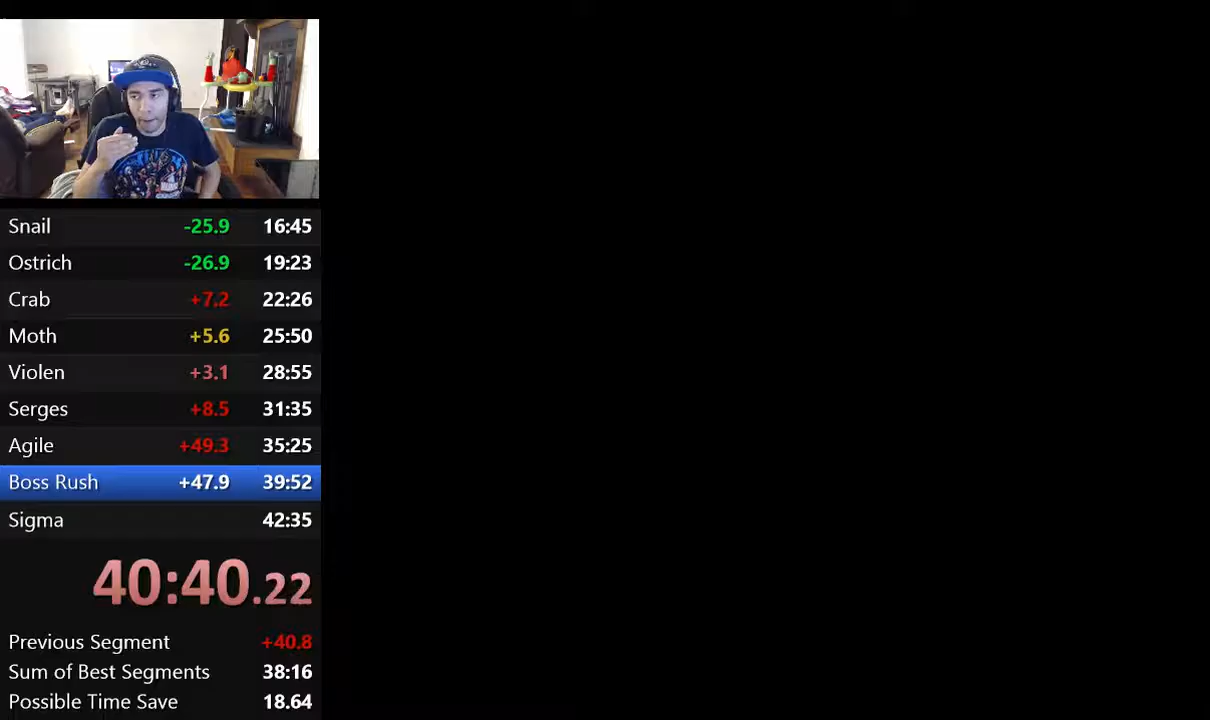 Snail -25.9 16:45
Ostrich -26.9 19:23
Crab +7.2 22:26
Moth +5.6 25:50
Violen +3.1 28:55
Serges +8.5 31:35
Agile +49.3 35:25
Boss Rush +47.9 39:52
Sigma 42:35
40:40.22
Previous Segment +40.8
Sum of Best Segments 38:16
Possible Time Save 18.64